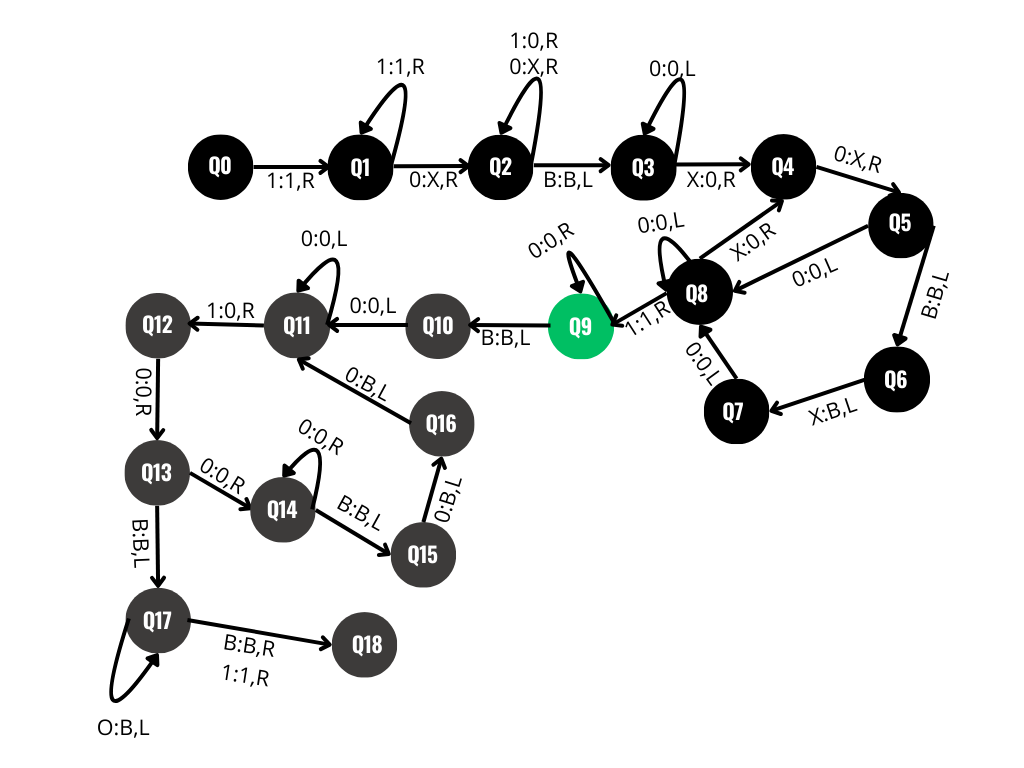 1:0,R
1:1,R
0:X,R
0:0,L
Q0
Q1
Q2
Q3
Q4
1:1,R
0:X,R
B:B,L
X:0,R
0:X,R
Q5
0:0,L
0:0,R
0:0,L
X:0,R
0:0,L
B:B,L
Q12
1:0,R
Q11
0:0,L
Q10
B:B,L
Q9
1:1,R
Q8
0:0,R
0:B,L
0:0,L
Q7
X:B,L
Q6
Q16
Q13
0:0,R
0:0,R
Q14
B:B,L
0:B,L
Q15
B:B,L
Q17
B:B,R
1:1,R
Q18
O:B,L